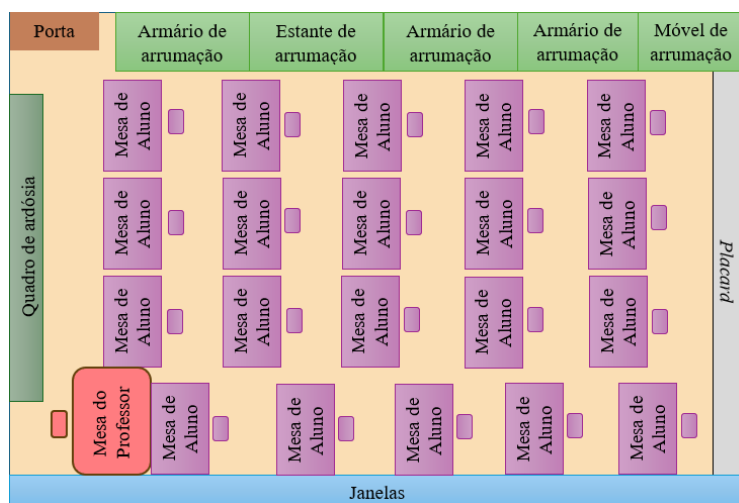 Porta
Armário de
arrumação
Estante de
arrumação
Armário de
arrumação
Armário de
arrumação
Móvel de
arrumação
Quadro de ardósia
Mesa de
Aluno
Mesa de
Aluno
Mesa de
Aluno
Mesa de
Aluno
Mesa de
Aluno
Placard
Mesa de
Aluno
Mesa de
Aluno
Mesa de
Aluno
Mesa de
Aluno
Mesa de
Aluno
Mesa de
Aluno
Mesa de
Aluno
Mesa de
Aluno
Mesa de
Aluno
Mesa de
Aluno
Mesa do
Professor
Mesa de
Aluno
Mesa de
Aluno
Mesa de
Aluno
Mesa de
Aluno
Mesa de
Aluno
Janelas